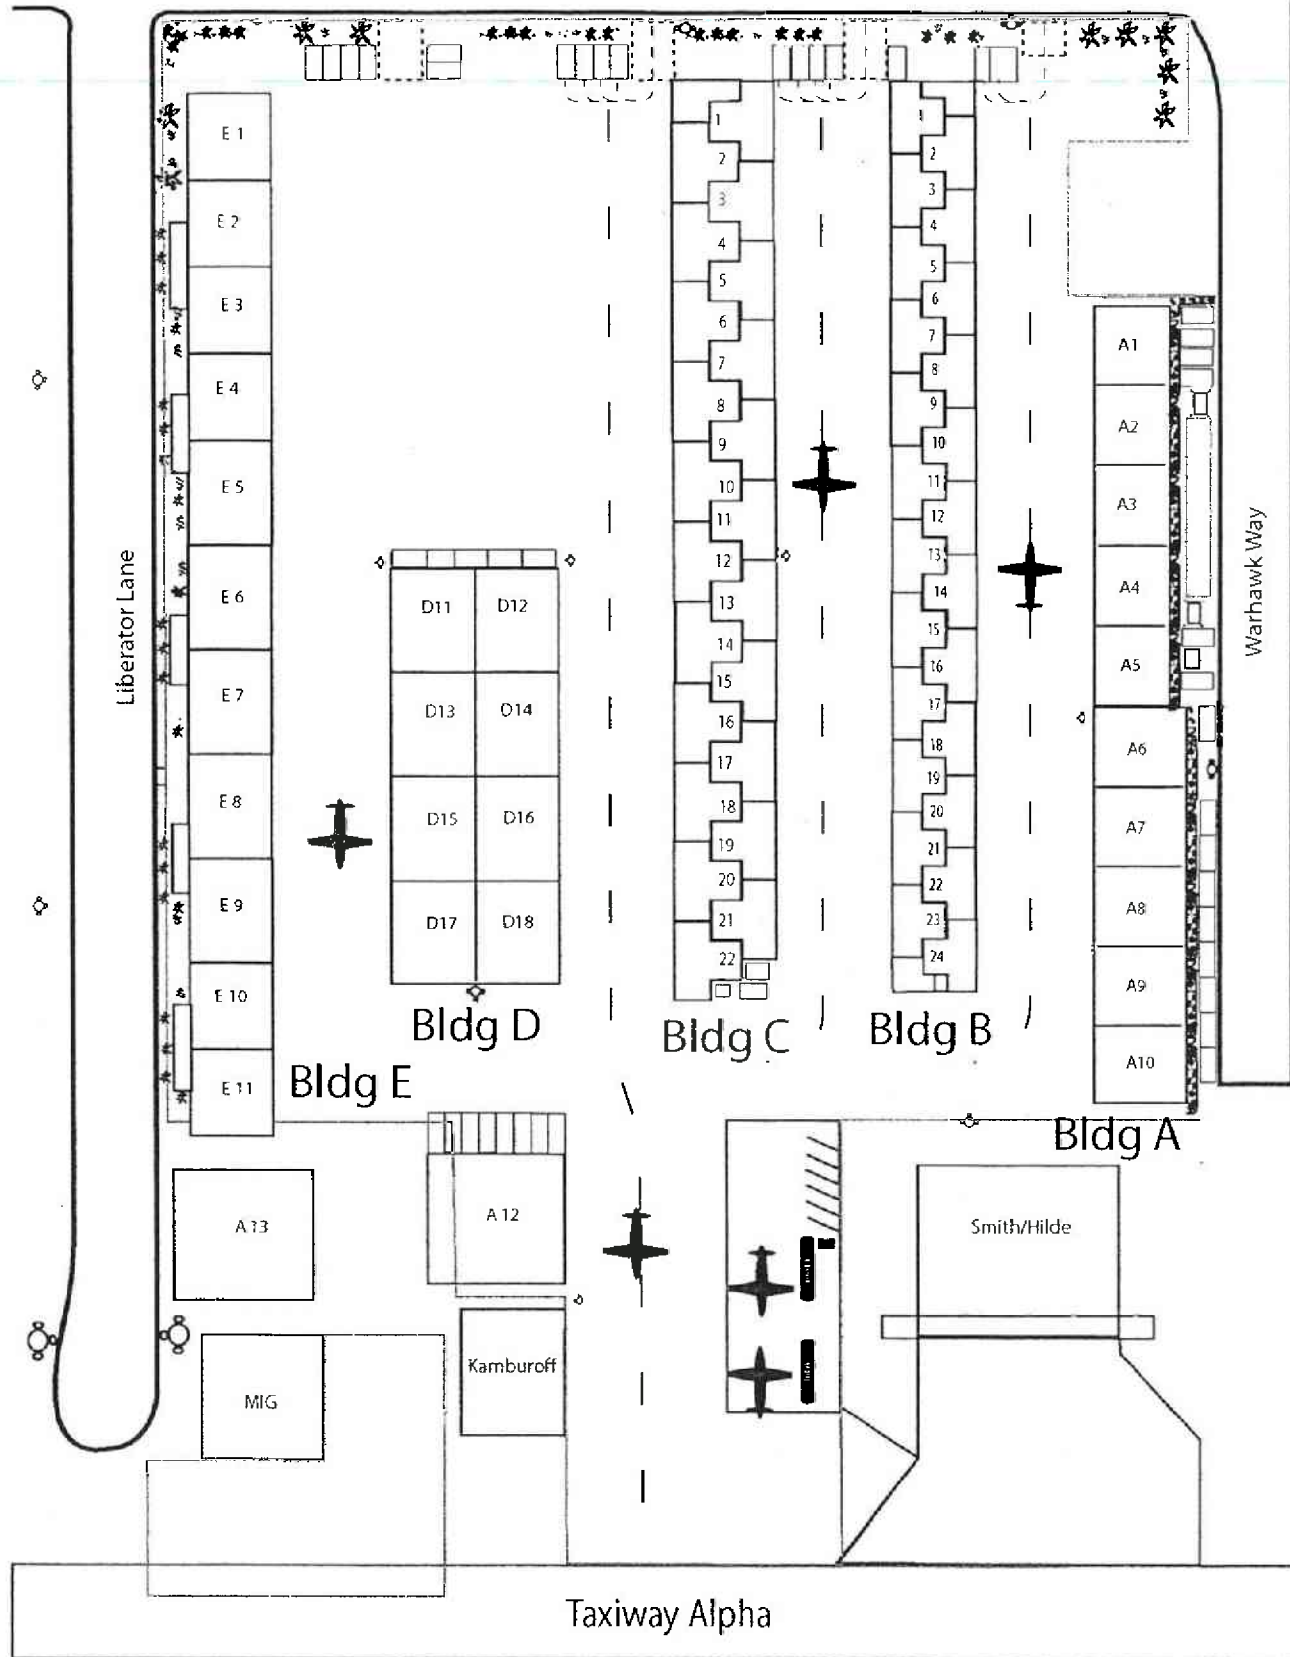 E 1
E 2
E 3
E 4
E 5
E 6
E 7
E 8
E 9
E 10
E 11
Bldg E
Liberator Lane
D11 D12
D13 D14
D15 D16
D17 D18
Bldg D
1
2
3
4
5
6
7
8
9
10
11
12
13
14
15
16
17
18
19
20
21
22
Bldg C
1
2
3
4
5
6
7
8
9
10
11
12
13
14
15
16
17
18
19
20
21
22
23
24
Bldg B
A1
A2
A3
A4
A5
A6
A7
A8
A9
A10
Bldg A
Warhawk Way
A 13
A 12
Smith/Hilde
MIG
Kamburoff
Taxiway Alpha